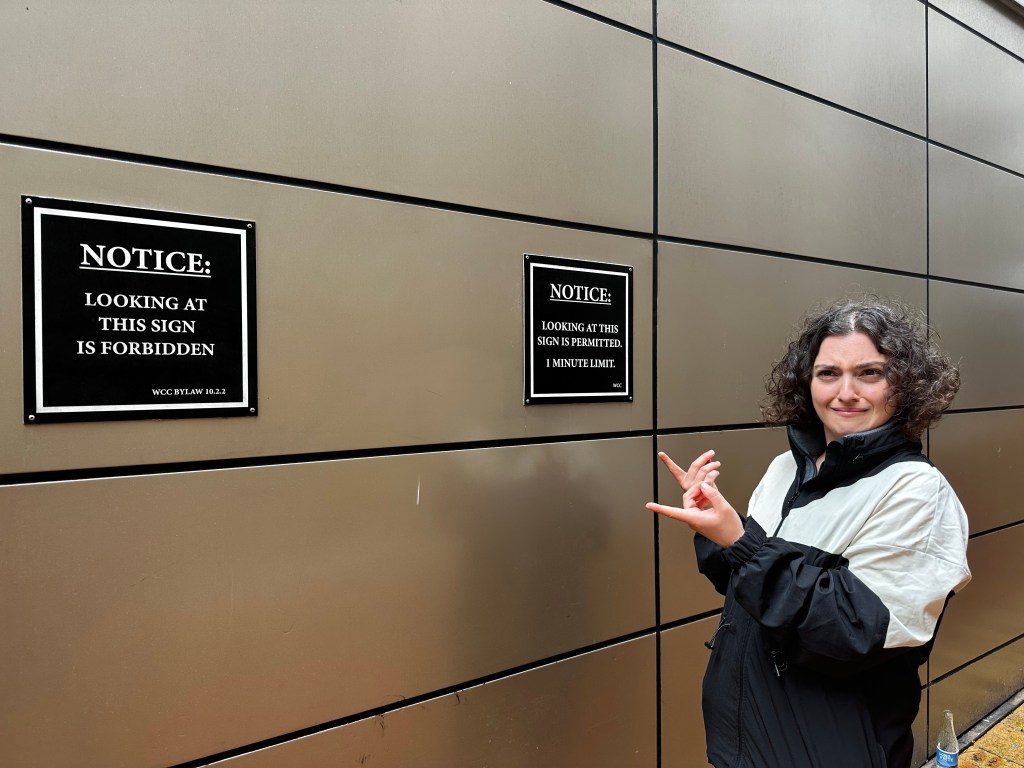 NOTICE:
LOOKING AT
THIS SIGN
IS FORBIDDEN
WCC BYLAW 10.2.2
NOTICE:
LOOKING AT THIS
SIGN IS PERMITTED.
1 MINUTE LIMIT.
WCC